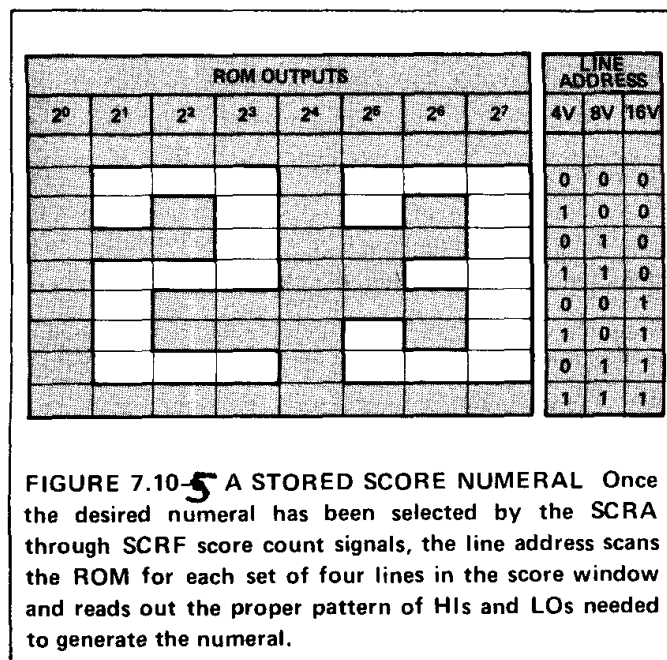 ROM OUTPUTS
LINE ADDRESS
2⁰ 2¹ 2² 2³ 2⁴ 2⁵ 2⁶ 2⁷ 4V 8V 16V
0 0 0
1 0 0
0 1 0
1 1 0
0 0 1
1 0 1
0 1 1
1 1 1
FIGURE 7.10-5 A STORED SCORE NUMERAL Once
the desired numeral has been selected by the SCRA
through SCRF score count signals, the line address scans
the ROM for each set of four lines in the score window
and reads out the proper pattern of HIs and LOs needed
to generate the numeral.